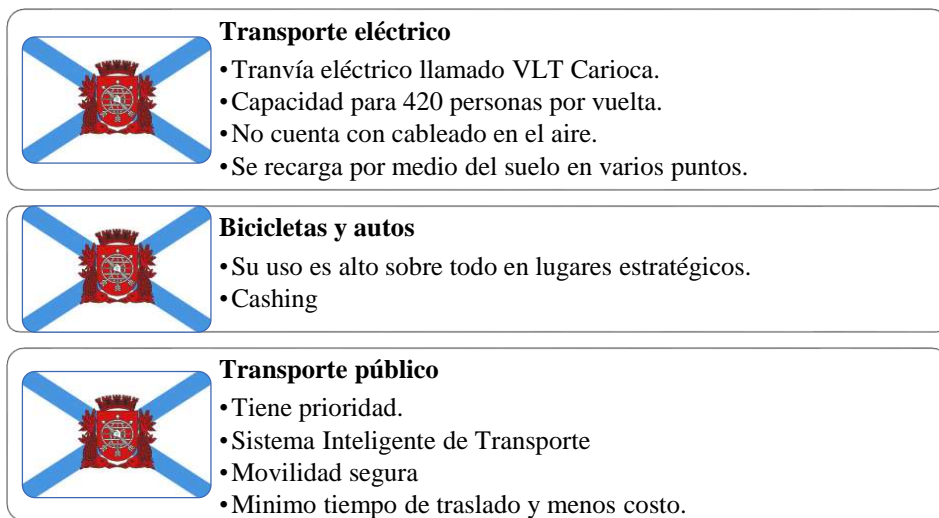 Transporte eléctrico
•Tranvía eléctrico llamado VLT Carioca.
•Capacidad para 420 personas por vuelta.
•No cuenta con cableado en el aire.
•Se recarga por medio del suelo en varios puntos.
Bicicletas y autos
•Su uso es alto sobre todo en lugares estratégicos.
•Cashing
Transporte público
•Tiene prioridad.
•Sistema Inteligente de Transporte
•Movilidad segura
•Minimo tiempo de traslado y menos costo.